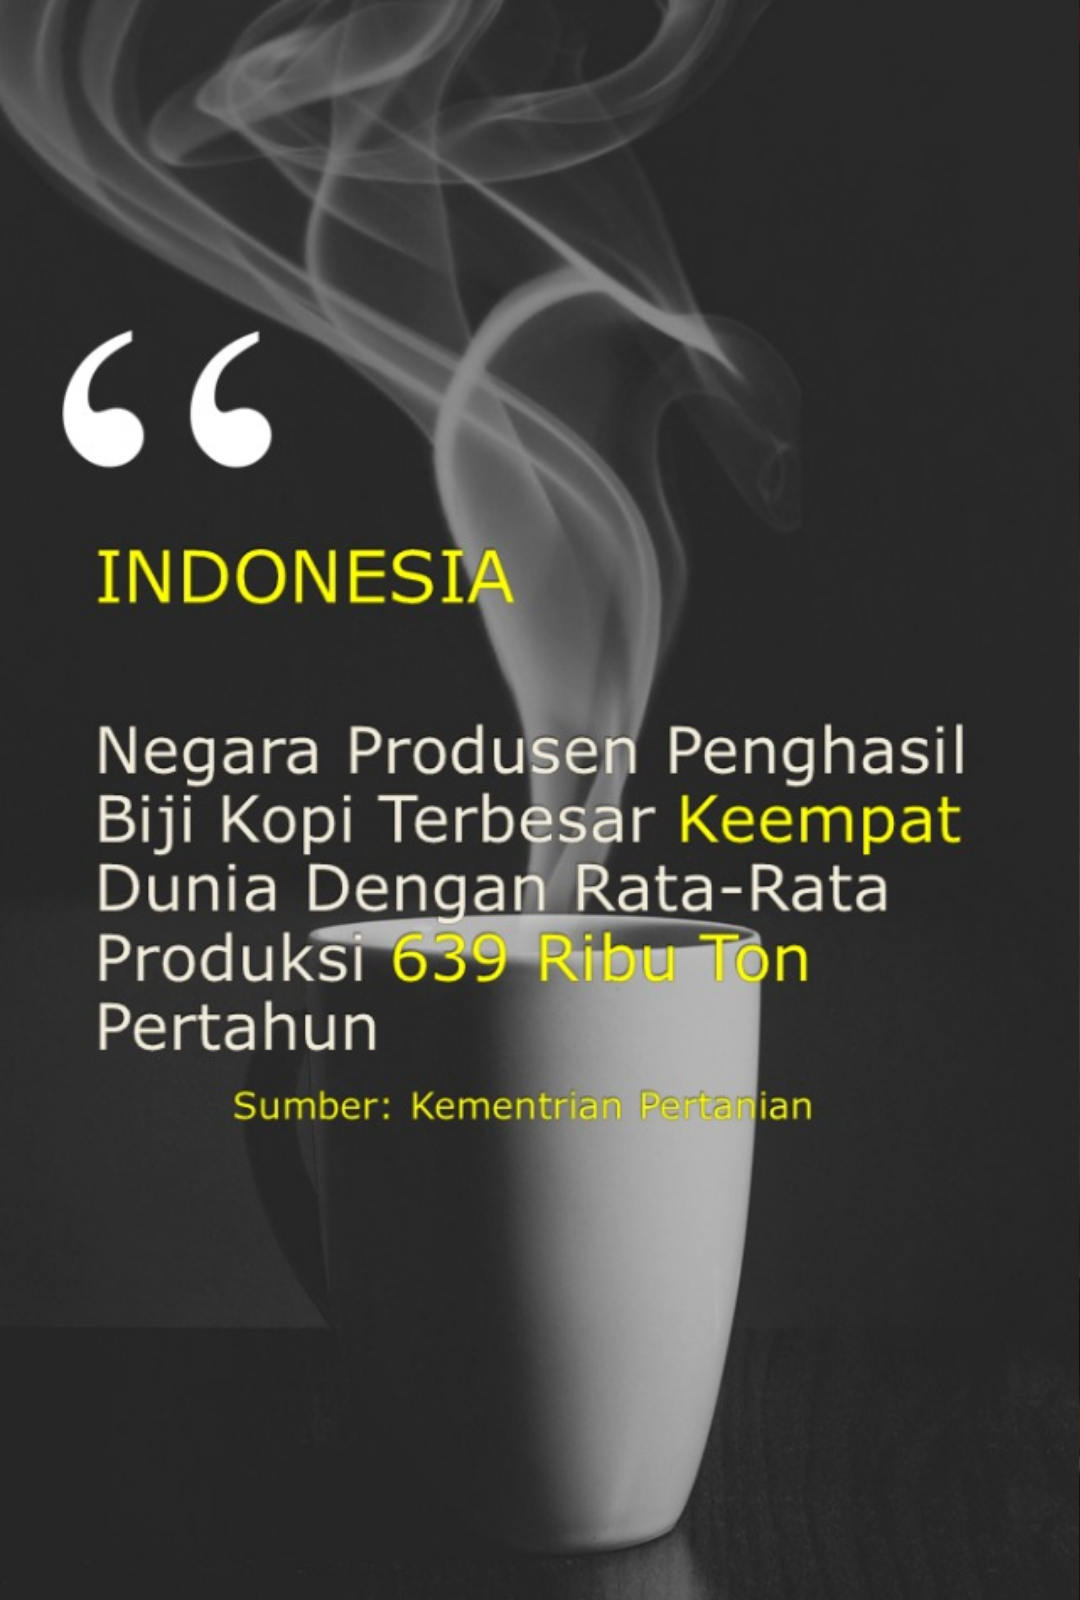 “
INDONESIA
Negara Produsen Penghasil
Biji Kopi Terbesar Keempat
Dunia Dengan Rata-Rata
Produksi 639 Ribu Ton
Pertahun
Sumber: Kementrian Pertanian